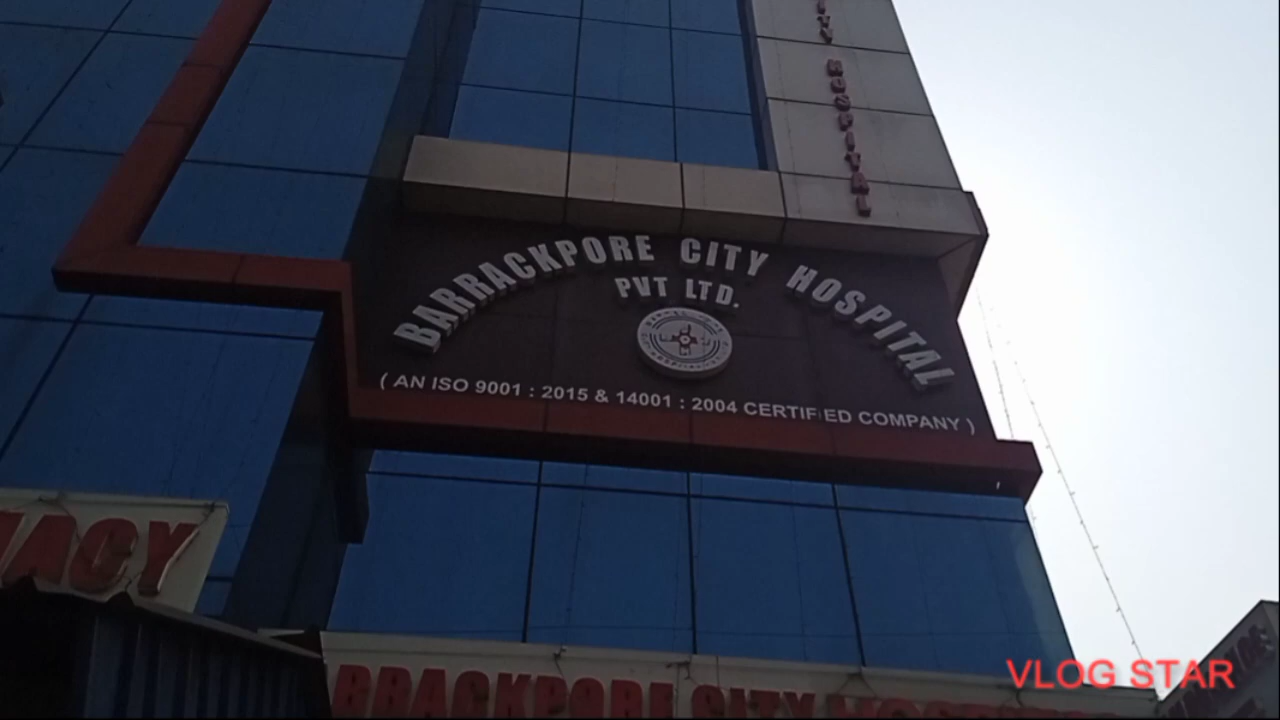 HOSPITAL
BARRACKPORE CITY HOSPITAL
PVT LTD.
( AN ISO 9001 : 2015 & 14001 : 2004 CERTIFIED COMPANY )
VLOG STAR